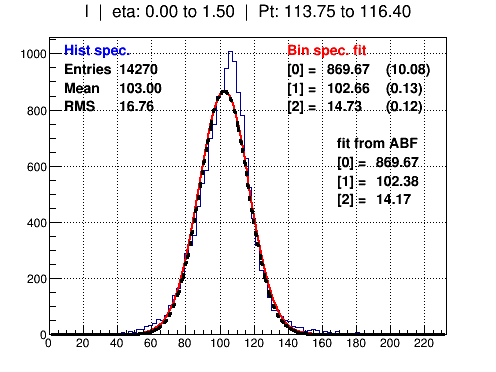 I | eta: 0.00 to 1.50 | Pt: 113.75 to 116.40
Hist spec.
Entries 14270
Mean 103.00
RMS 16.76
Bin spec. fit
[0] = 869.67 (10.08)
[1] = 102.66 (0.13)
[2] = 14.73 (0.12)
fit from ABF
[0] = 869.67
[1] = 102.38
[2] = 14.17
1000
800
600
400
200
0
0 20 40 60 80 100 120 140 160 180 200 220